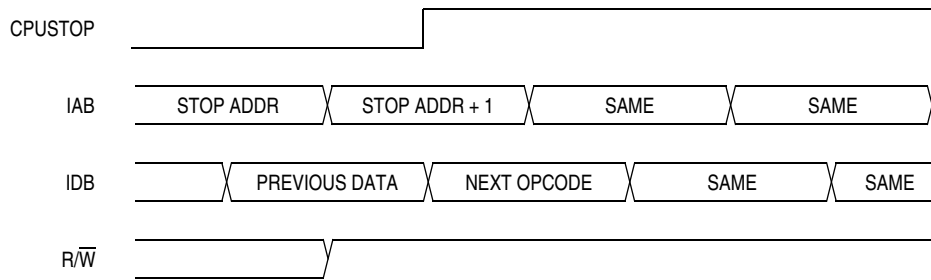 CPUSTOP
IAB STOP ADDR STOP ADDR + 1 SAME SAME
IDB PREVIOUS DATA NEXT OPCODE SAME SAME
R/W̅